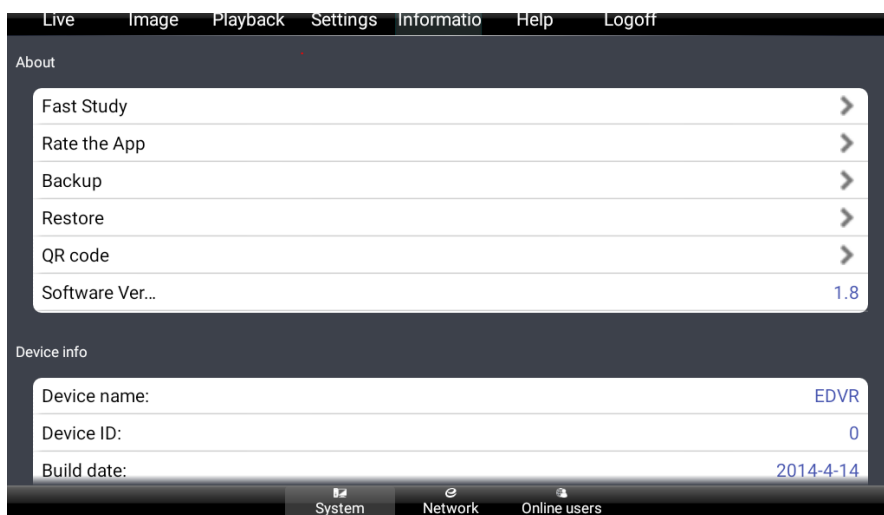 Live Image Playback Settings Informatio Help Logoff
About
Fast Study
Rate the App
Backup
Restore
QR code
Software Ver... 1.8
Device info
Device name: EDVR
Device ID: 0
Build date: 2014-4-14
System Network Online users